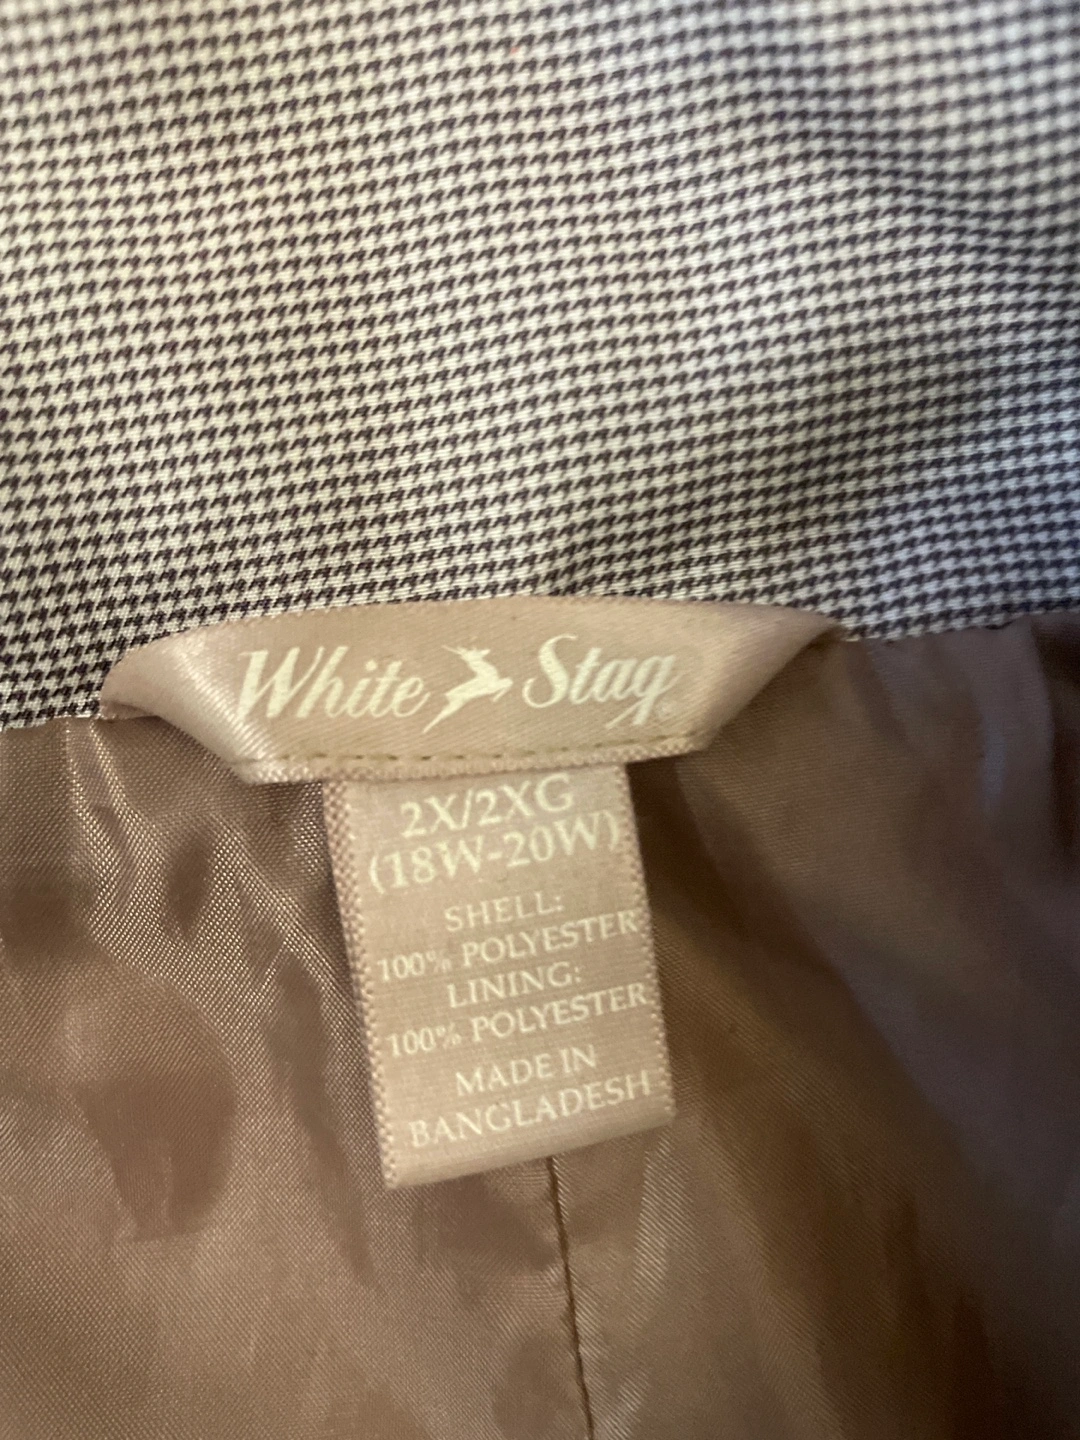 White Stag®
2X/2XG
(18W-20W)
SHELL:
100% POLYESTER
LINING:
100% POLYESTER
MADE IN
BANGLADESH